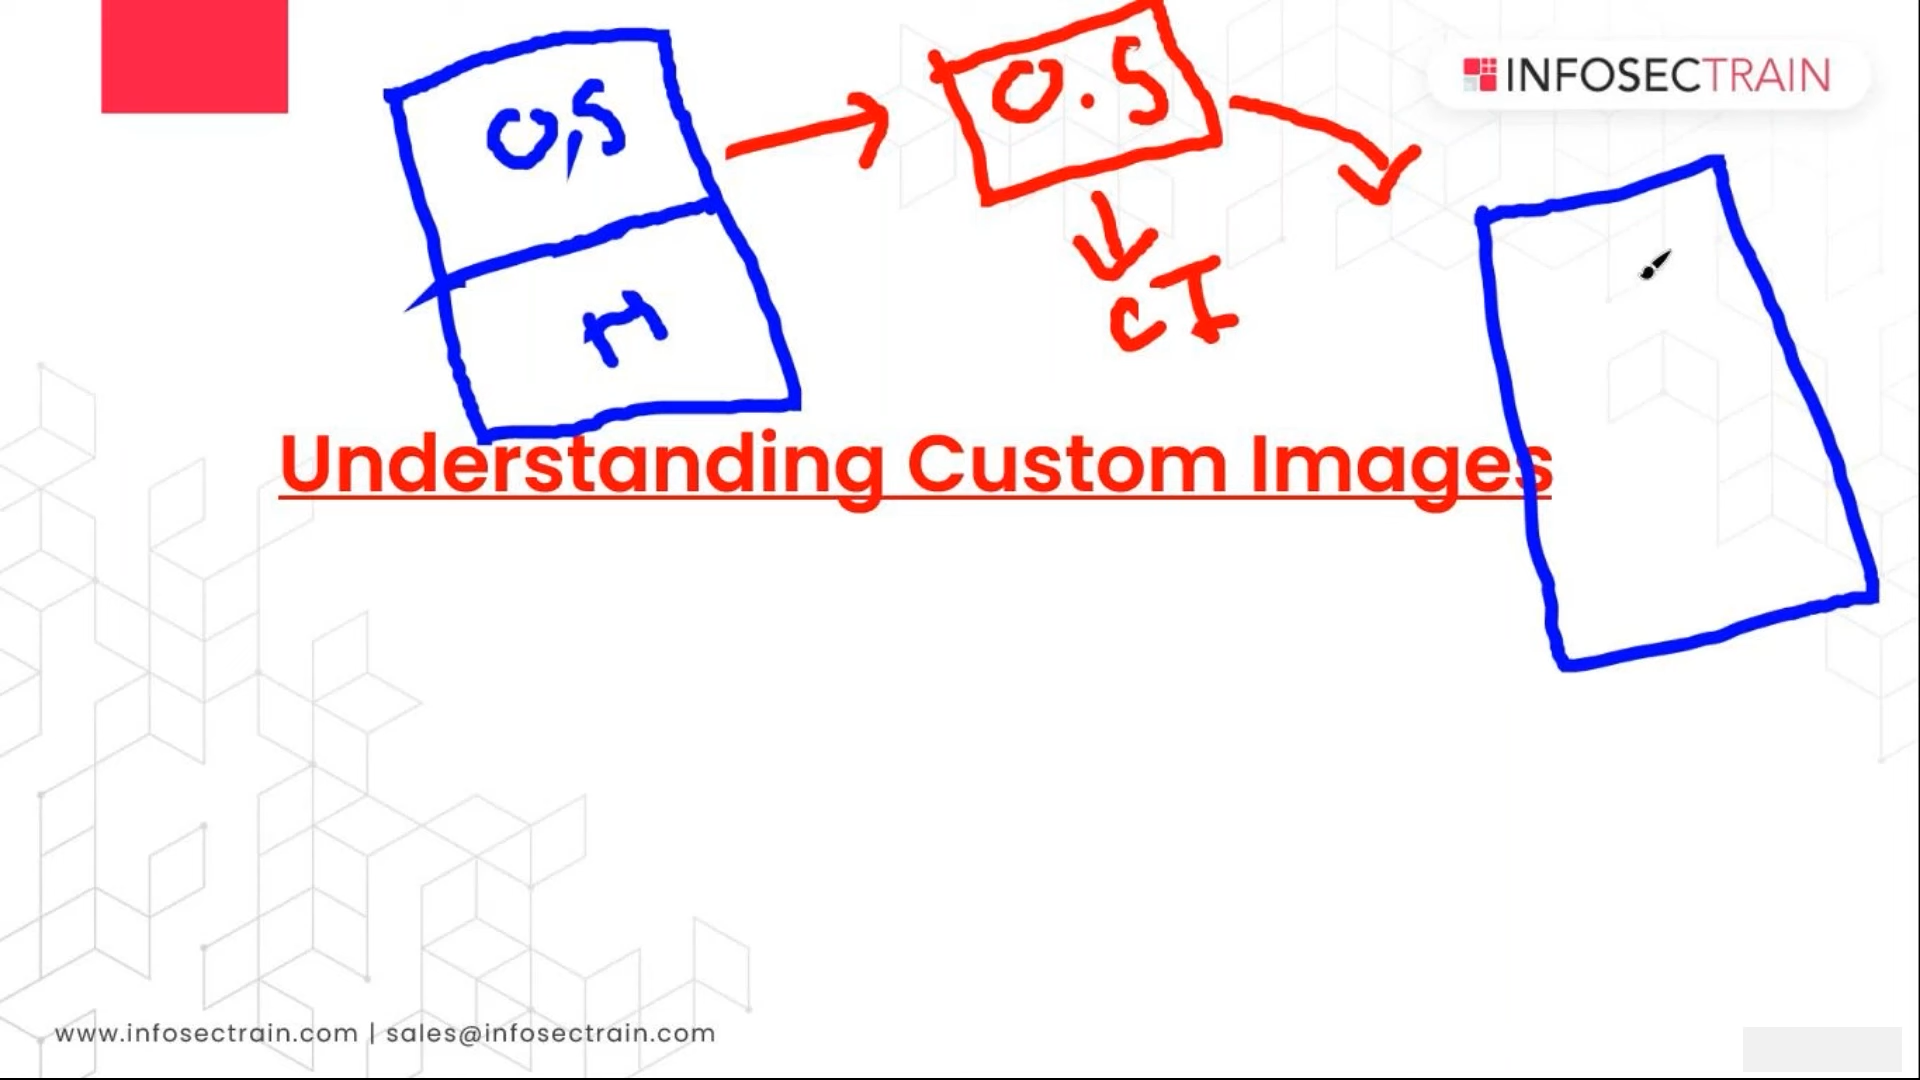 INFOSECTRAIN
O,S
O.S
H
CI
Understanding Custom Images
www.infosectrain.com | sales@infosectrain.com